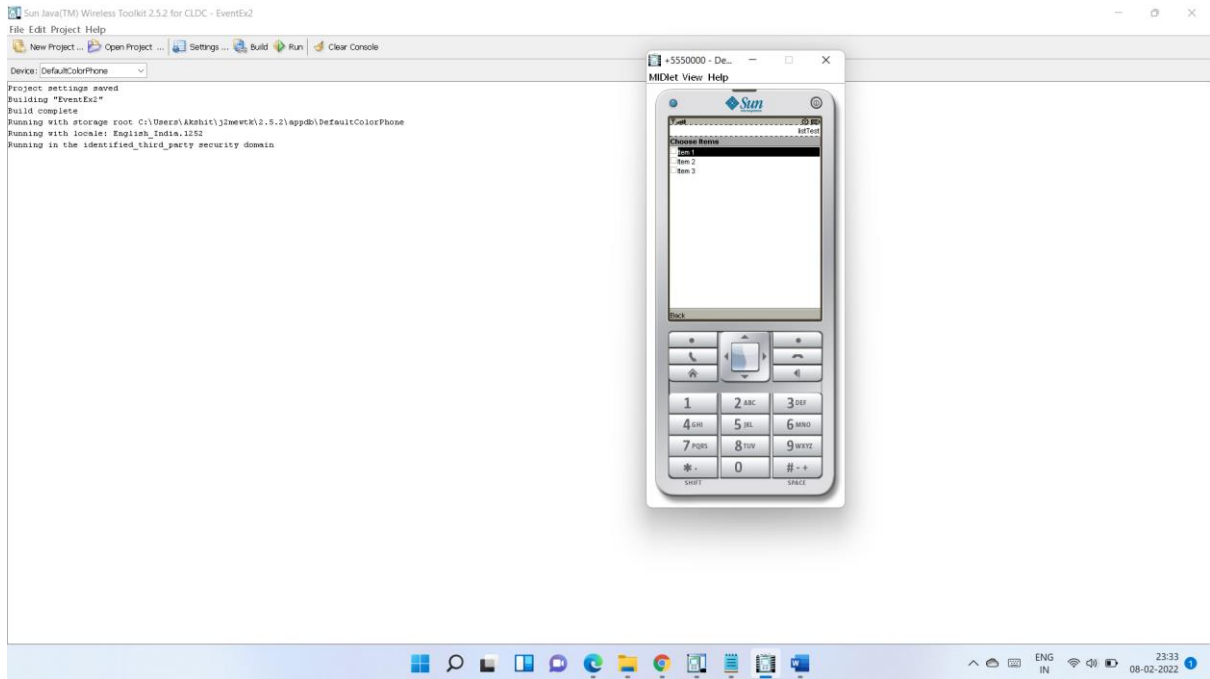 Sun Java(TM) Wireless Toolkit 2.5.2 for CLDC - EventEx2
File Edit Project Help
New Project ... Open Project ... Settings ... Build Run Clear Console
Device: DefaultColorPhone
Project settings saved
Building "EventEx2"
Build complete
Running with storage root C:\Users\Akshit\j2mewtk\2.5.2\appdb\DefaultColorPhone
Running with locale: English_India.1252
Running in the identified_third_party security domain
+5550000 - De...
MIDlet View Help
Sun
listTest
Choose Items
Item 1
Item 2
Item 3
Back
1 2 ABC 3 DEF
4 GHI 5 JKL 6 MNO
7 PQRS 8 TUV 9 WXYZ
* . 0 # - +
SHIFT SPACE
ENG
IN
23:33
08-02-2022
1